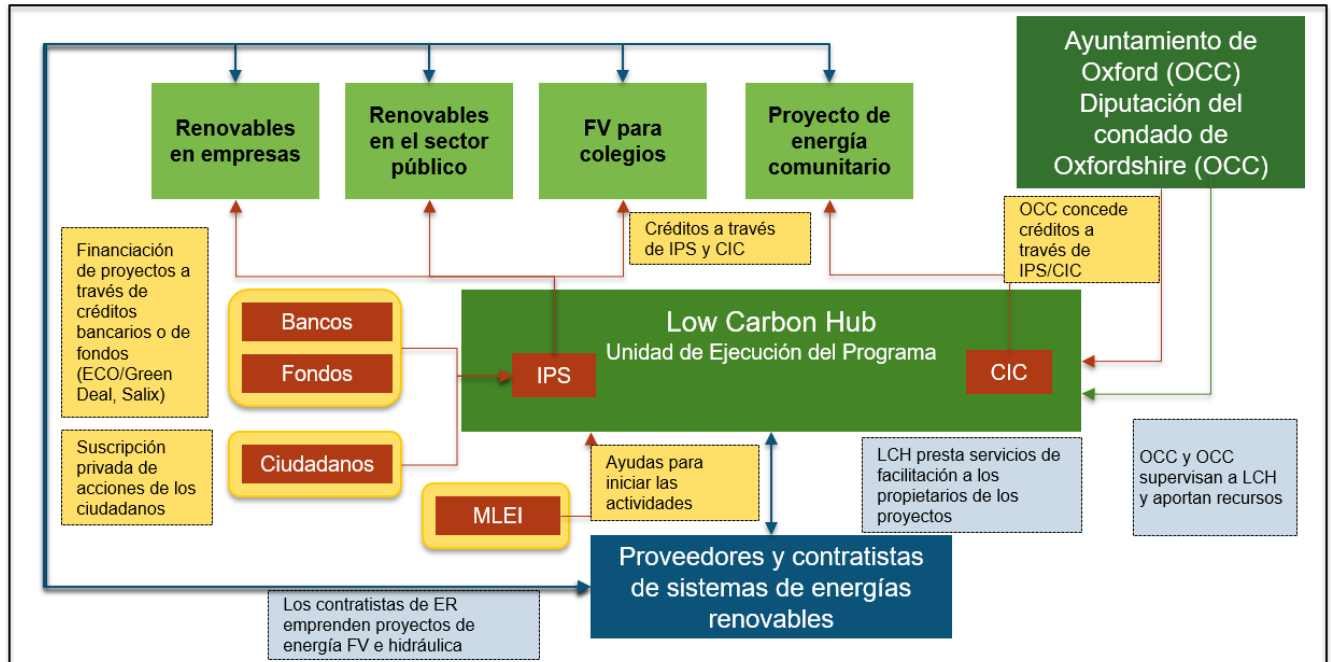 Ayuntamiento de
Oxford (OCC)
Diputación del
condado de
Oxfordshire (OCC)
Renovables
en empresas
Renovables
en el sector
público
FV para
colegios
Proyecto de
energía
comunitario
Financiación
de proyectos a
través de
créditos
bancarios o de
fondos
(ECO/Green
Deal, Salix)
Créditos a través
de IPS y CIC
OCC concede
créditos a
través de
IPS/CIC
Bancos
Fondos
Low Carbon Hub
Unidad de Ejecución del Programa
IPS
CIC
Suscripción
privada de
acciones de los
ciudadanos
Ciudadanos
MLEI
Ayudas para
iniciar las
actividades
LCH presta servicios de
facilitación a los
propietarios de los
proyectos
OCC y OCC
supervisan a LCH
y aportan recursos
Proveedores y contratistas
de sistemas de energías
renovables
Los contratistas de ER
emprenden proyectos de
energía FV e hidráulica